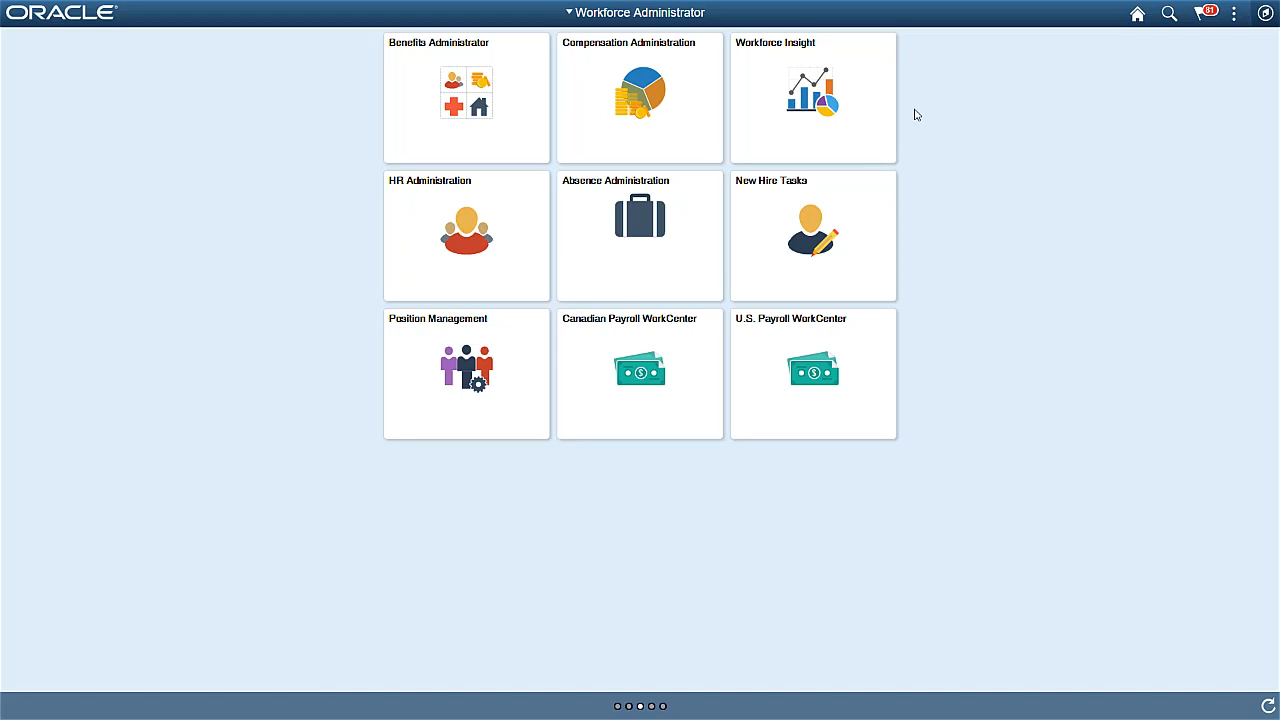 ORACLE
Workforce Administrator
81
Benefits Administrator
Compensation Administration
Workforce Insight
HR Administration
Absence Administration
New Hire Tasks
Position Management
Canadian Payroll WorkCenter
U.S. Payroll WorkCenter